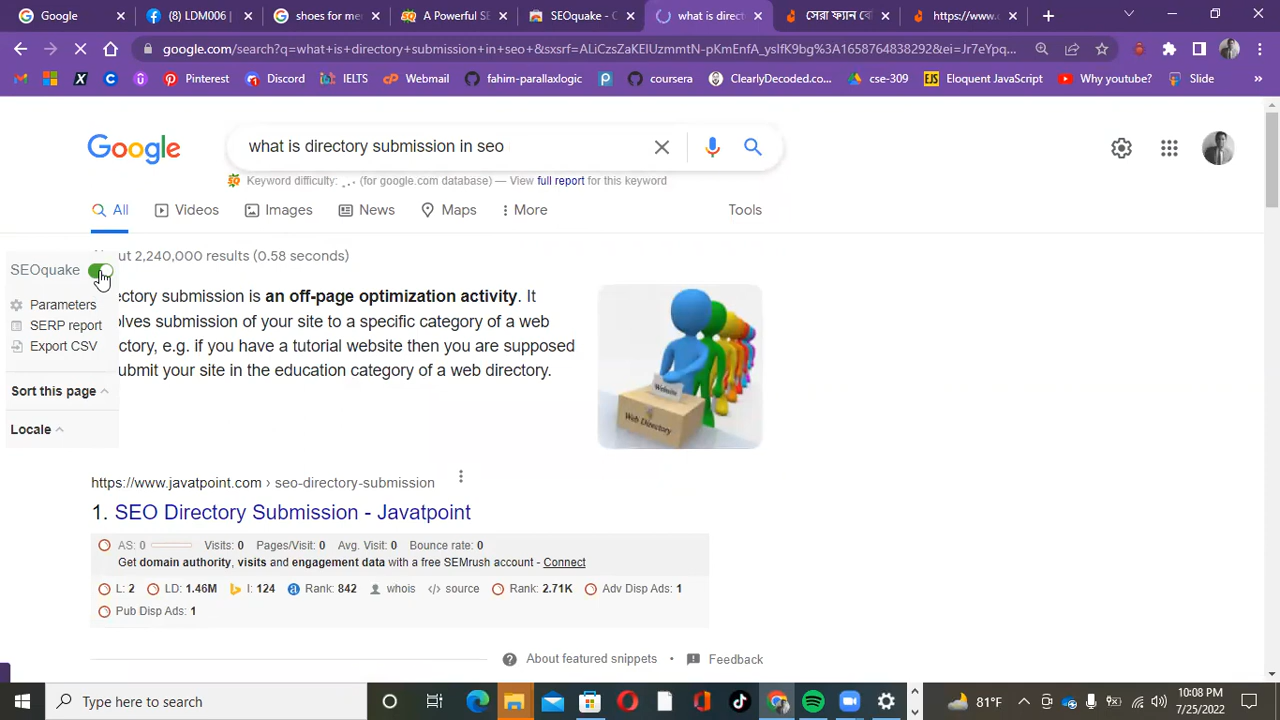 Google
(8) LDM006
shoes for me
A Powerful SE
SEOquake - C
what is direct
সেরা ফ্যান বে
https://www.c
google.com/search?q=what+is+directory+submission+in+seo+&sxsrf=ALiCzsZaKEIUzmmtN-pKmEnfA_yslfK9bg%3A1658764838292&ei=Jr7eYpq...
Pinterest
Discord
IELTS
Webmail
fahim-parallaxlogic
coursera
ClearlyDecoded.co...
cse-309
Eloquent JavaScript
Why youtube?
Slide
Google
what is directory submission in seo
Keyword difficulty: ... (for google.com database) — View full report for this keyword
All
Videos
Images
News
Maps
More
Tools
ut 2,240,000 results (0.58 seconds)
SEOquake
Parameters
SERP report
Export CSV
Sort this page
Locale
ectory submission is an off-page optimization activity. It
olves submission of your site to a specific category of a web
ctory, e.g. if you have a tutorial website then you are supposed
ubmit your site in the education category of a web directory.
Website
Web Directory
https://www.javatpoint.com › seo-directory-submission
1. SEO Directory Submission - Javatpoint
AS: 0 Visits: 0 Pages/Visit: 0 Avg. Visit: 0 Bounce rate: 0
Get domain authority, visits and engagement data with a free SEMrush account - Connect
L: 2 LD: 1.46M I: 124 Rank: 842 whois </> source Rank: 2.71K Adv Disp Ads: 1
Pub Disp Ads: 1
About featured snippets • Feedback
Type here to search
81°F
10:08 PM
7/25/2022